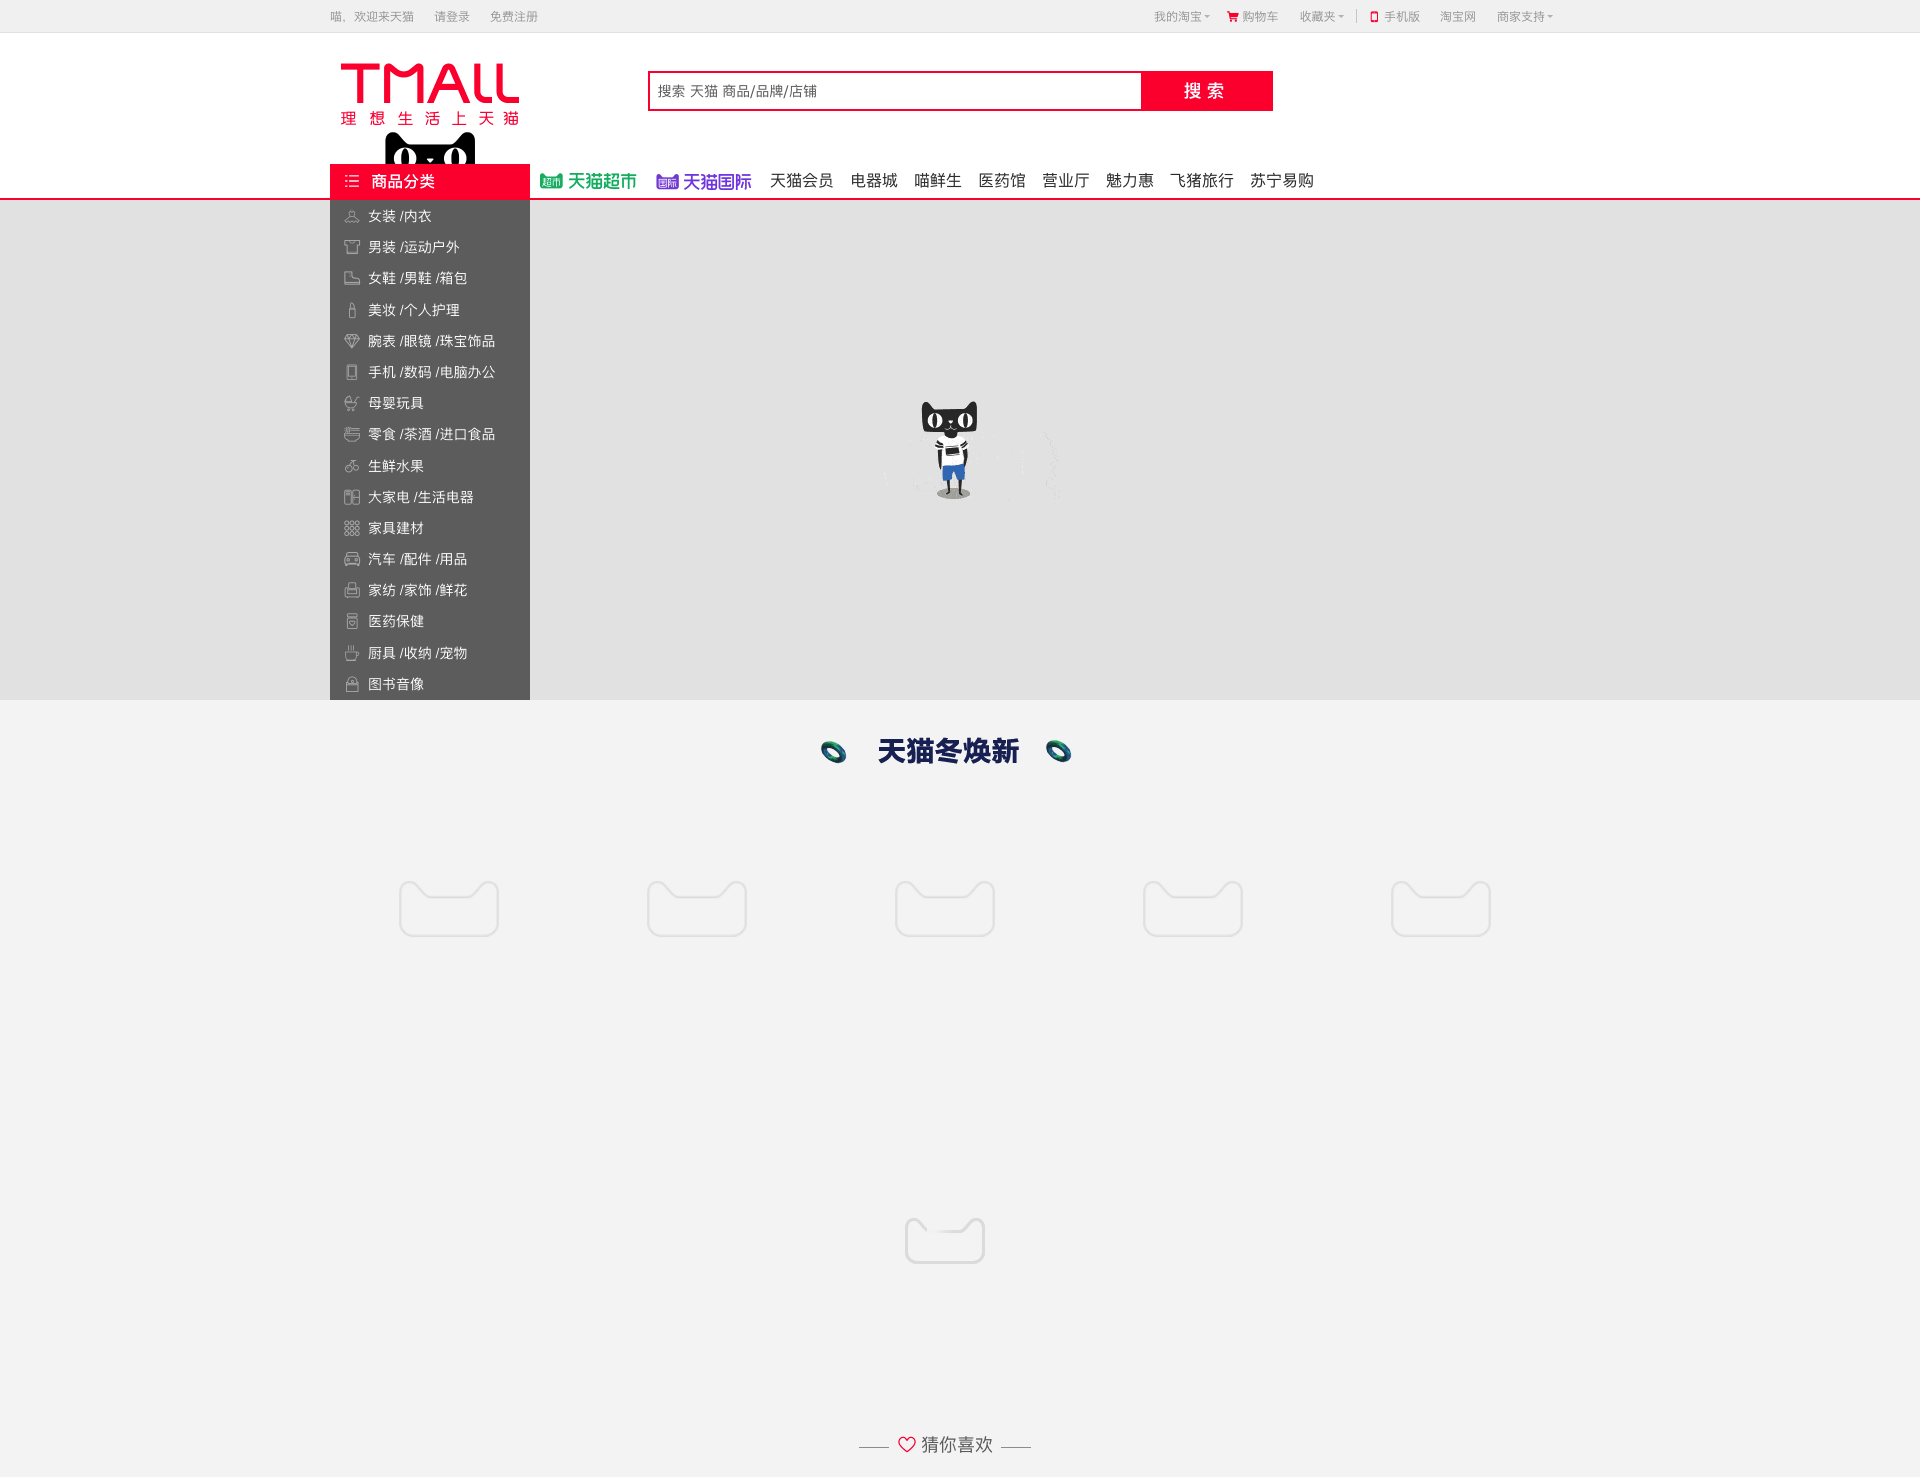 喵，欢迎来天猫 请登录 免费注册 我的淘宝 购物车 收藏夹 手机版 淘宝网 商家支持
TMALL
理想生活上天猫
搜索 天猫 商品/品牌/店铺 搜 索
商品分类 超市 天猫超市 国际 天猫国际 天猫会员 电器城 喵鲜生 医药馆 营业厅 魅力惠 飞猪旅行 苏宁易购
女装 /内衣
男装 /运动户外
女鞋 /男鞋 /箱包
美妆 /个人护理
腕表 /眼镜 /珠宝饰品
手机 /数码 /电脑办公
母婴玩具
零食 /茶酒 /进口食品
生鲜水果
大家电 /生活电器
家具建材
汽车 /配件 /用品
家纺 /家饰 /鲜花
医药保健
厨具 /收纳 /宠物
图书音像
天猫冬焕新
猜你喜欢